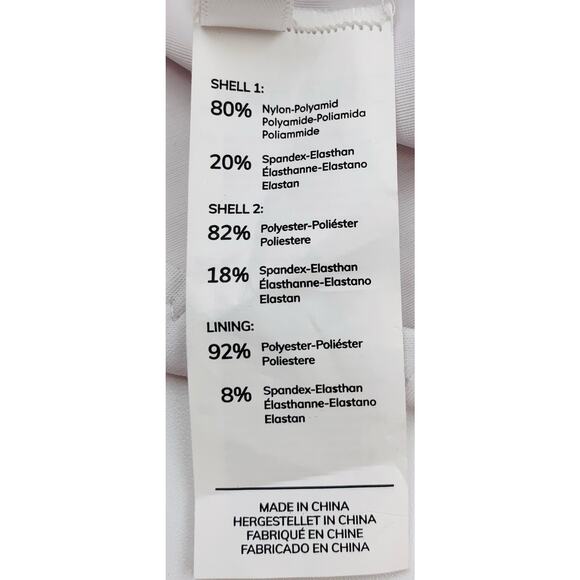 SHELL 1:
80% Nylon-Polyamid
Polyamide-Poliamida
Poliammide
20% Spandex-Elasthan
Élasthanne-Elastano
Elastan
SHELL 2:
82% Polyester-Poliéster
Poliestere
18% Spandex-Elasthan
Élasthanne-Elastano
Elastan
LINING:
92% Polyester-Poliéster
Poliestere
8% Spandex-Elasthan
Élasthanne-Elastano
Elastan
MADE IN CHINA
HERGESTELLET IN CHINA
FABRIQUÉ EN CHINE
FABRICADO EN CHINA